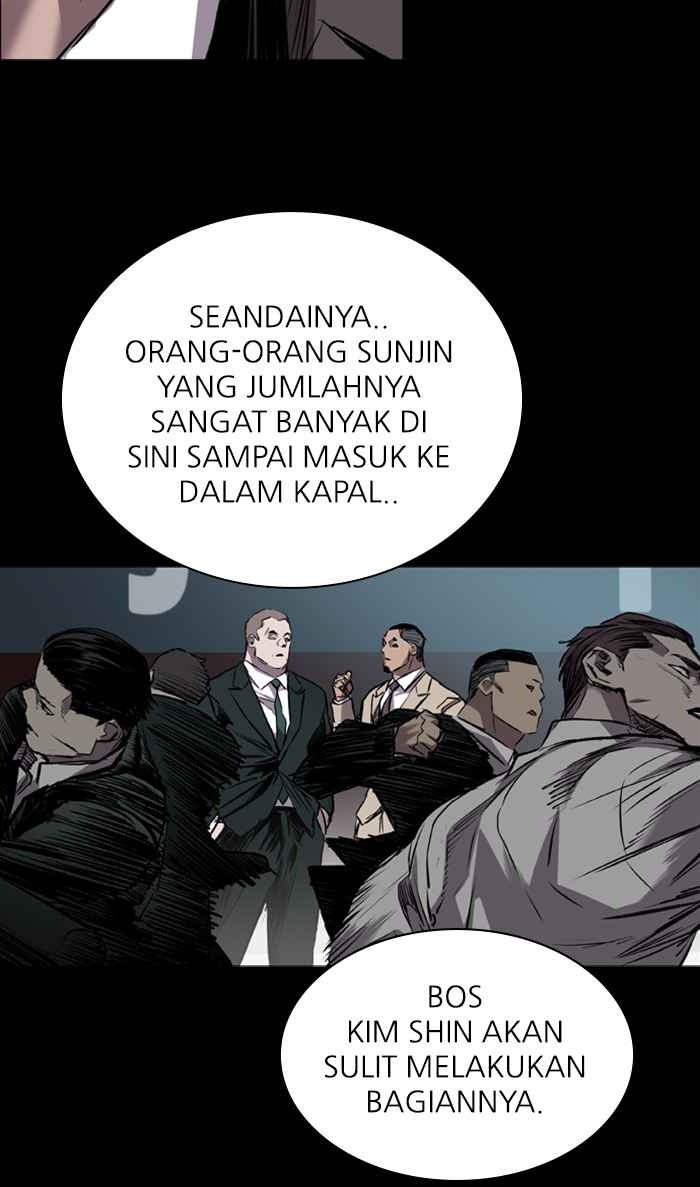 SEANDAINYA..
ORANG-ORANG SUNJIN
YANG JUMLAHNYA
SANGAT BANYAK DI
SINI SAMPAI MASUK KE
DALAM KAPAL..
BOS
KIM SHIN AKAN
SULIT MELAKUKAN
BAGIANNYA.